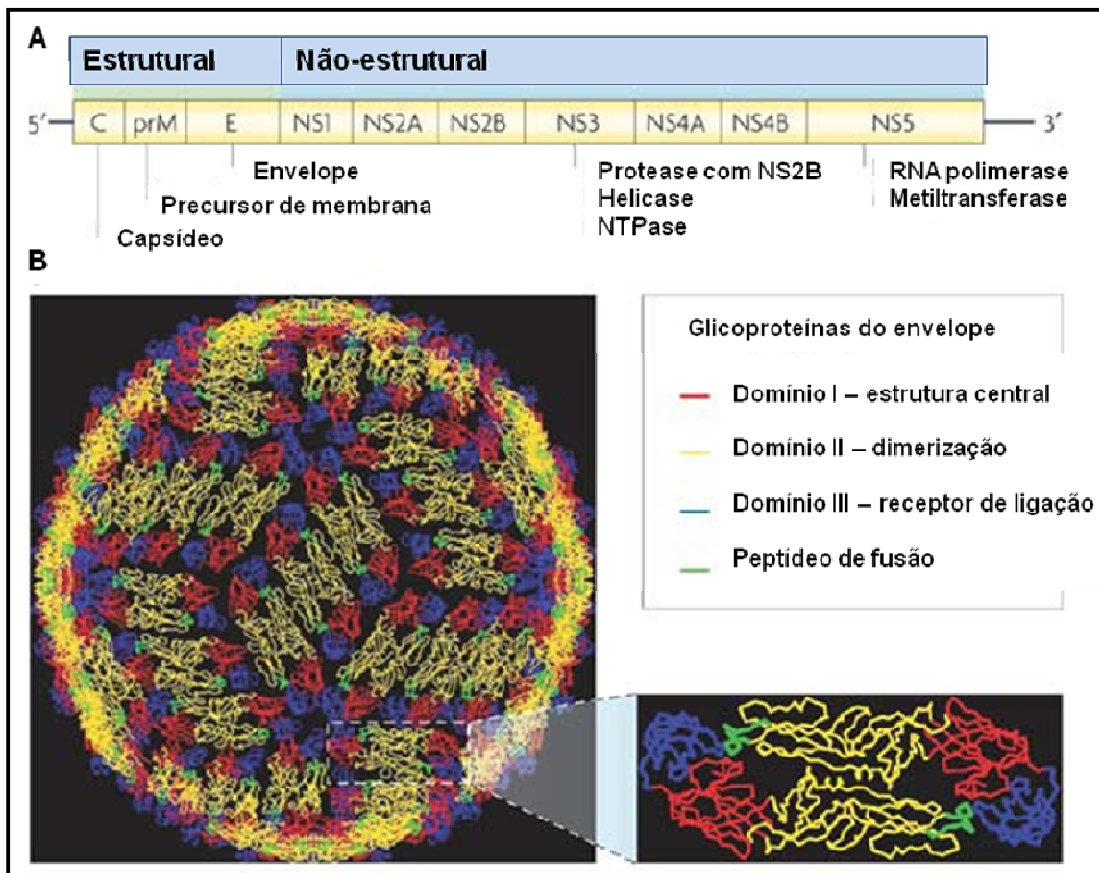 A
Estrutural
Não-estrutural
5´
C
prM
E
NS1
NS2A
NS2B
NS3
NS4A
NS4B
NS5
3´
Envelope
Precursor de membrana
Capsídeo
Protease com NS2B
Helicase
NTPase
RNA polimerase
Metiltransferase
B
Glicoproteínas do envelope
Domínio I – estrutura central
Domínio II – dimerização
Domínio III – receptor de ligação
Peptídeo de fusão